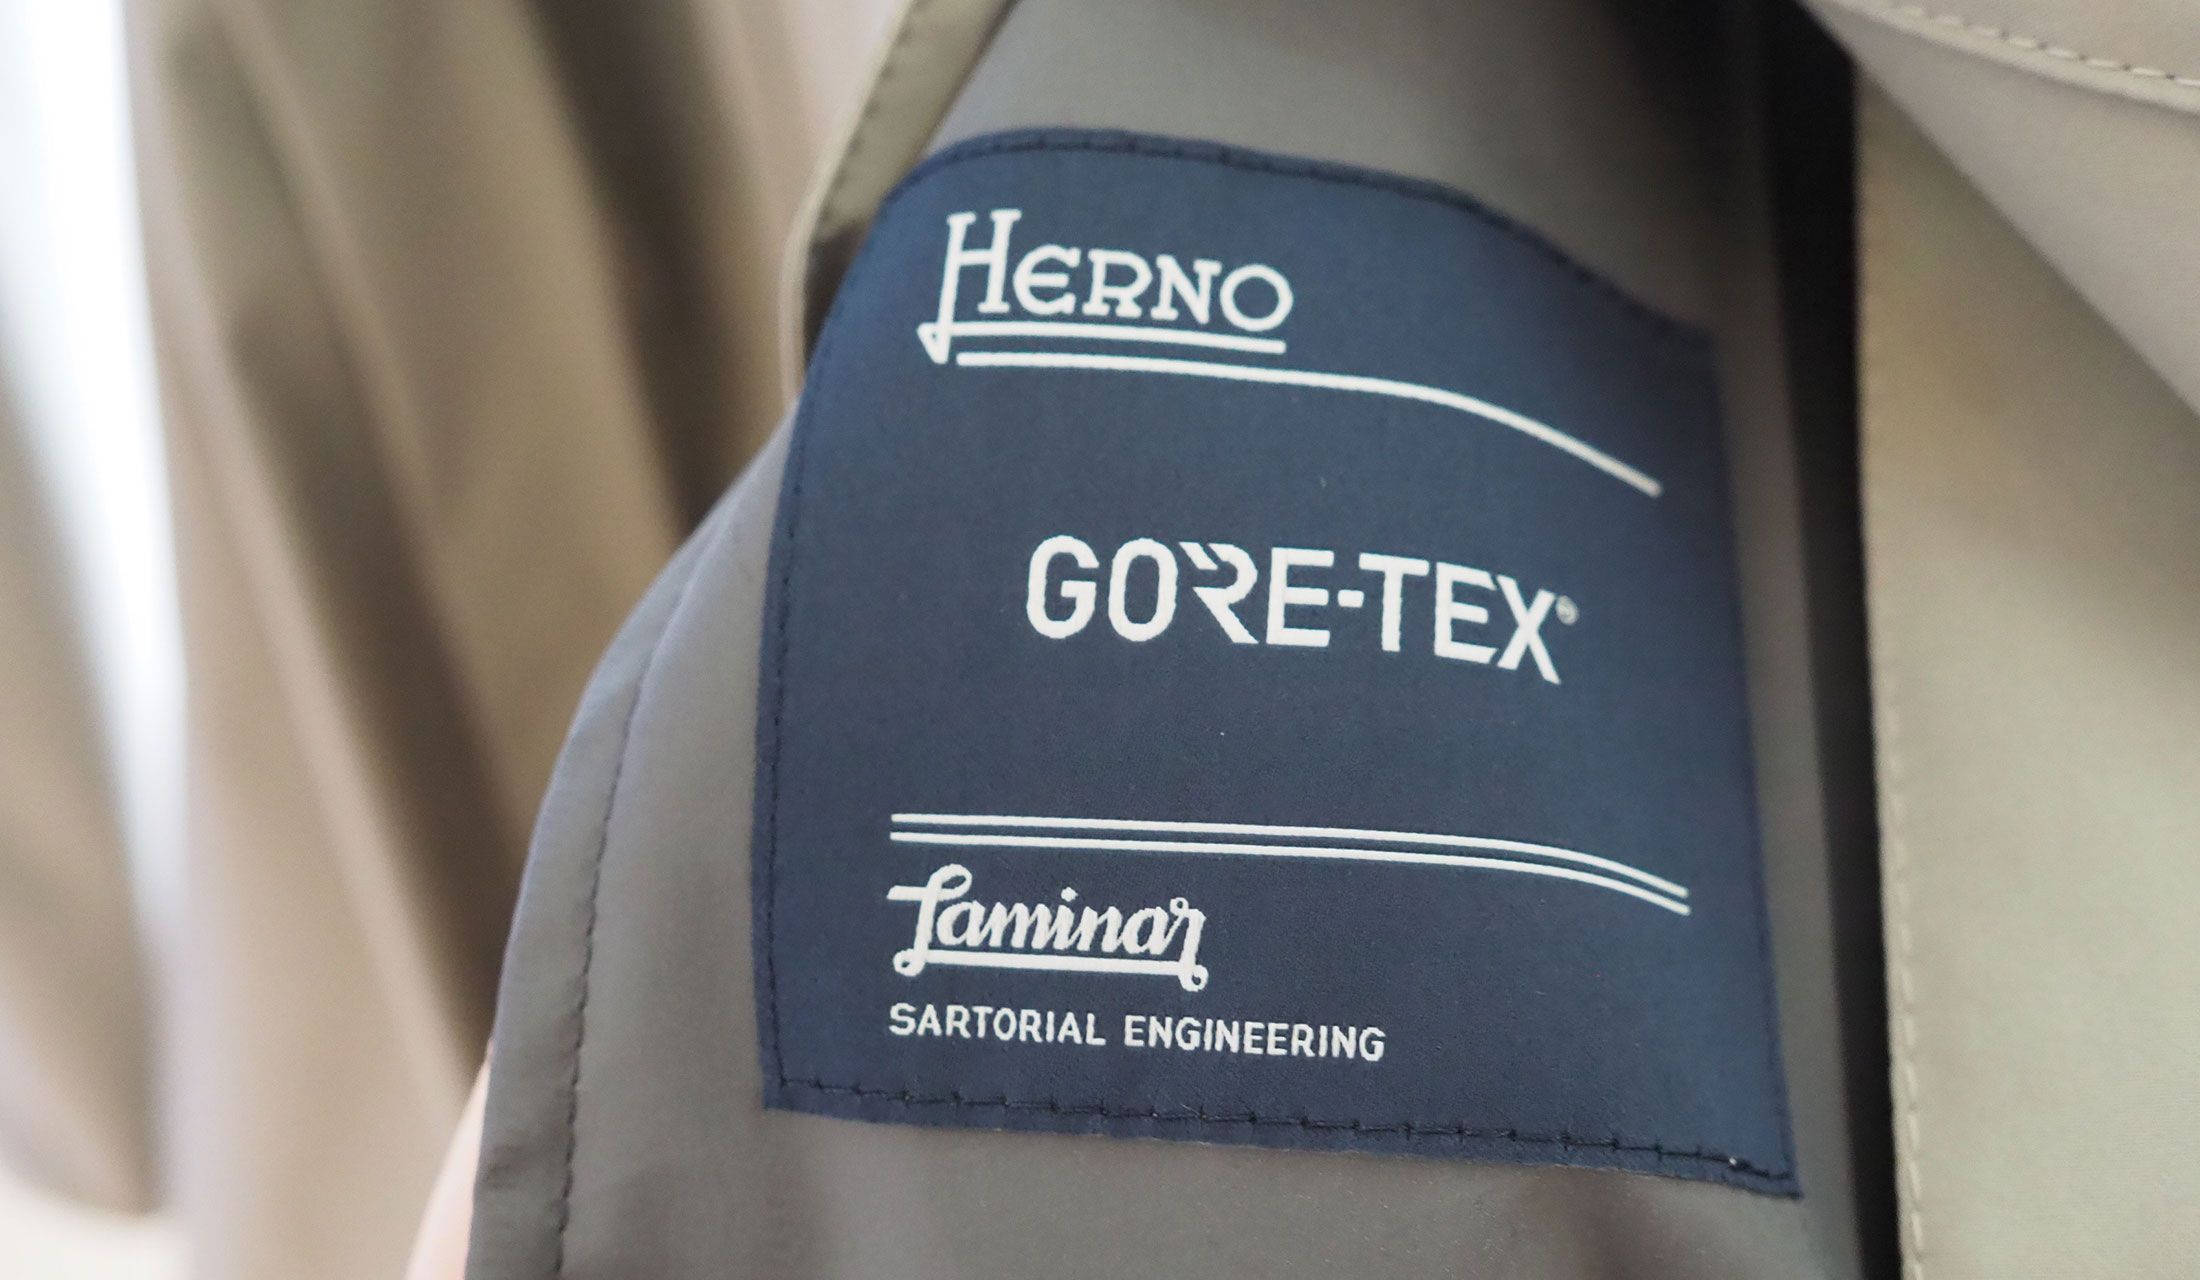 HERNO
GORE-TEX®
Laminar
SARTORIAL ENGINEERING